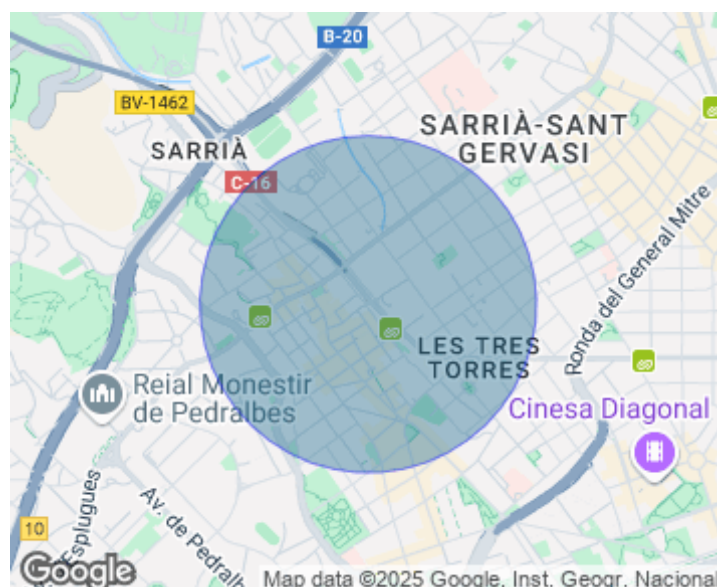 B-20
BV-1462
SARRIÀ-SANT
GERVASI
SARRIÀ
C-16
Ronda del General Mitre
LES TRES
TORRES
Reial Monestir
de Pedralbes
Cinesa Diagonal
Av. de Pedralb
Esplugues
10
Google
Map data ©2025 Google, Inst. Geogr. Nacional